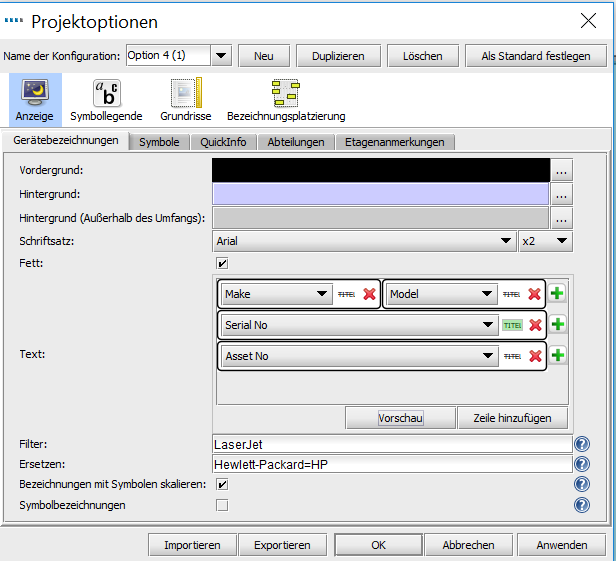 Projektoptionen
Name der Konfiguration: Option 4 (1) Neu Duplizieren Löschen Als Standard festlegen
Anzeige Symbollegende Grundrisse Bezeichnungsplatzierung
Gerätebezeichnungen Symbole QuickInfo Abteilungen Etagenanmerkungen
Vordergrund: ...
Hintergrund: ...
Hintergrund (Außerhalb des Umfangs): ...
Schriftsatz: Arial x2
Fett:
Make TITEL Model TITEL
Serial No TITEL
Text: Asset No TITEL
Vorschau Zeile hinzufügen
Filter: LaserJet
Ersetzen: Hewlett-Packard=HP
Bezeichnungen mit Symbolen skalieren:
Symbolbezeichnungen
Importieren Exportieren OK Abbrechen Anwenden